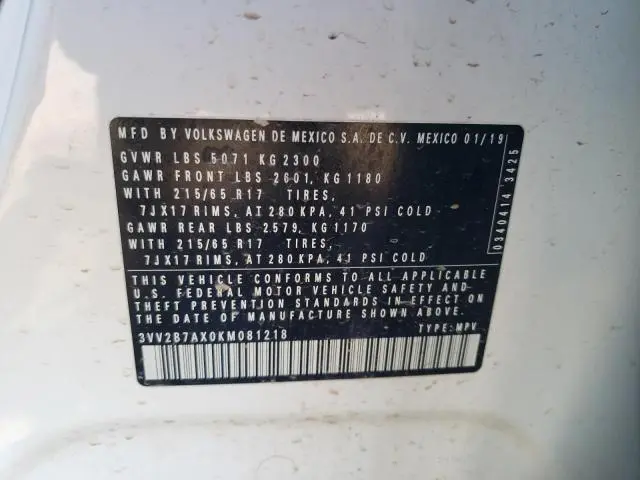 MFD BY VOLKSWAGEN DE MEXICO S.A. DE C.V. MEXICO 01/19
GVWR LBS 5071 KG 2300
GAWR FRONT LBS 2601, KG 1180
WITH 215/65 R17 TIRES,
7JX17 RIMS, AT 280 KPA, 41 PSI COLD
GAWR REAR LBS 2579, KG 1170
WITH 215/65 R17 TIRES,
7JX17 RIMS, AT 280 KPA, 41 PSI COLD
THIS VEHICLE CONFORMS TO ALL APPLICABLE
U.S. FEDERAL MOTOR VEHICLE SAFETY AND
THEFT PREVENTION STANDARDS IN EFFECT ON
THE DATE OF MANUFACTURE SHOWN ABOVE.
3VV2B7AX0KM081218 TYPE: MPV
0340414 3425